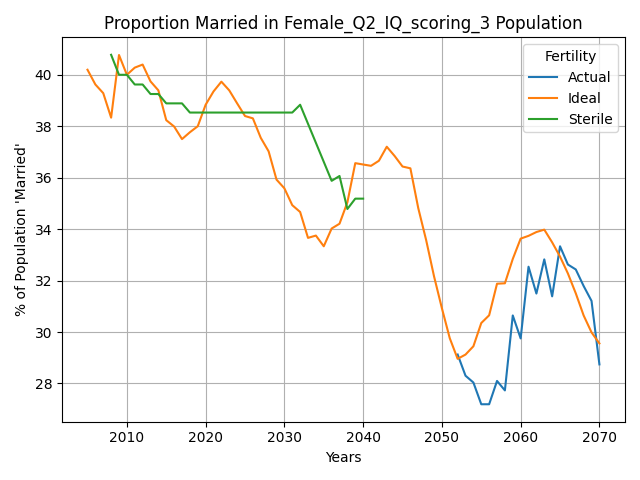 Proportion Married in Female_Q2_IQ_scoring_3 Population
% of Population 'Married'
40
38
36
34
32
30
28
Fertility
Actual
Ideal
Sterile
2010 2020 2030 2040 2050 2060 2070
Years